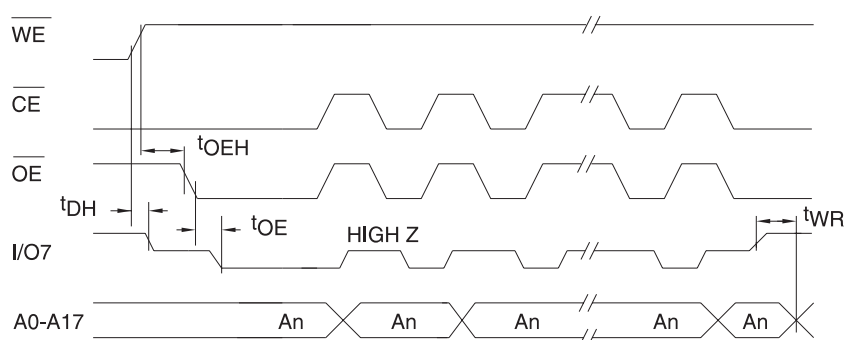 WE
CE
tOEH
OE
tDH
tOE
tWR
HIGH Z
I/O7
A0-A17 An An An An An